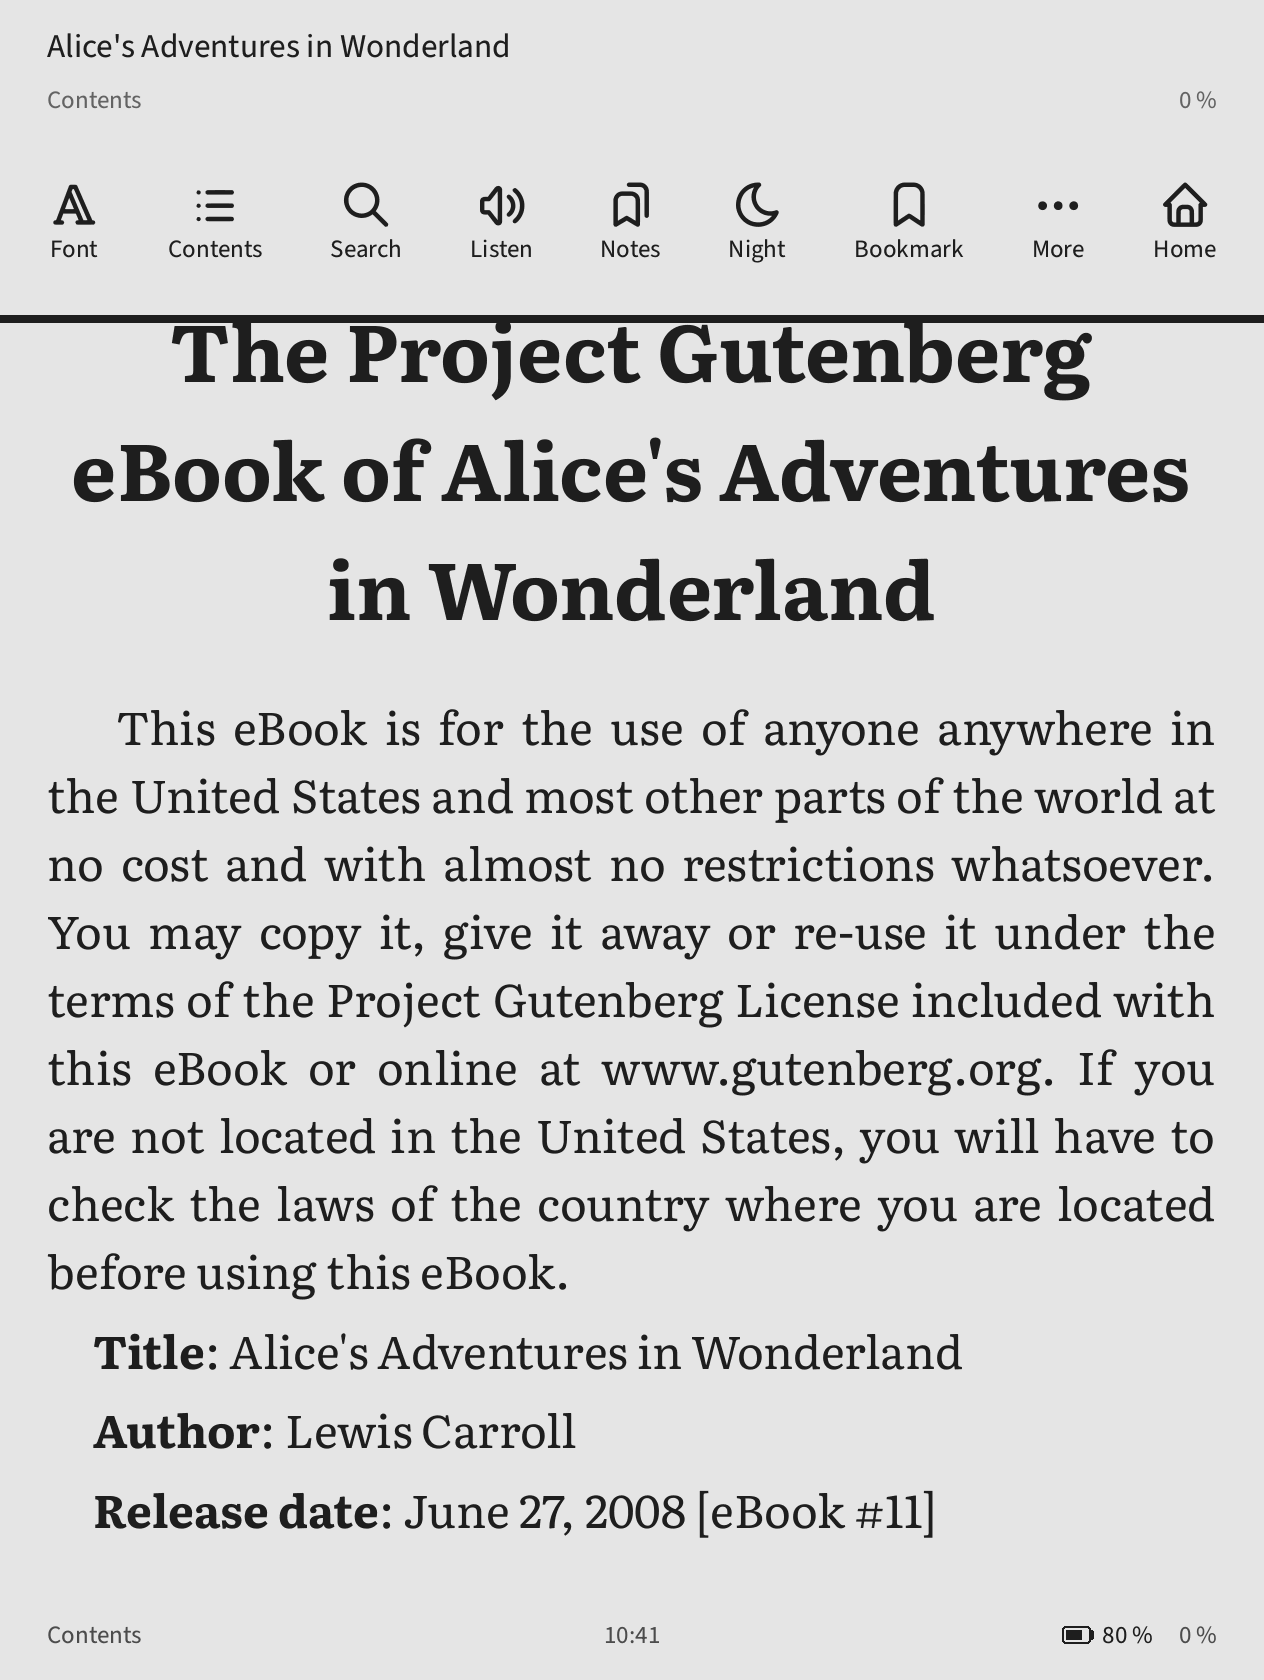 Alice's Adventures in Wonderland
Contents 0 %
Font Contents Search Listen Notes Night Bookmark More Home
The Project Gutenberg
eBook of Alice's Adventures
in Wonderland
This eBook is for the use of anyone anywhere in
the United States and most other parts of the world at
no cost and with almost no restrictions whatsoever.
You may copy it, give it away or re-use it under the
terms of the Project Gutenberg License included with
this eBook or online at www.gutenberg.org. If you
are not located in the United States, you will have to
check the laws of the country where you are located
before using this eBook.
Title: Alice's Adventures in Wonderland
Author: Lewis Carroll
Release date: June 27, 2008 [eBook #11]
Contents 10:41 80 % 0 %